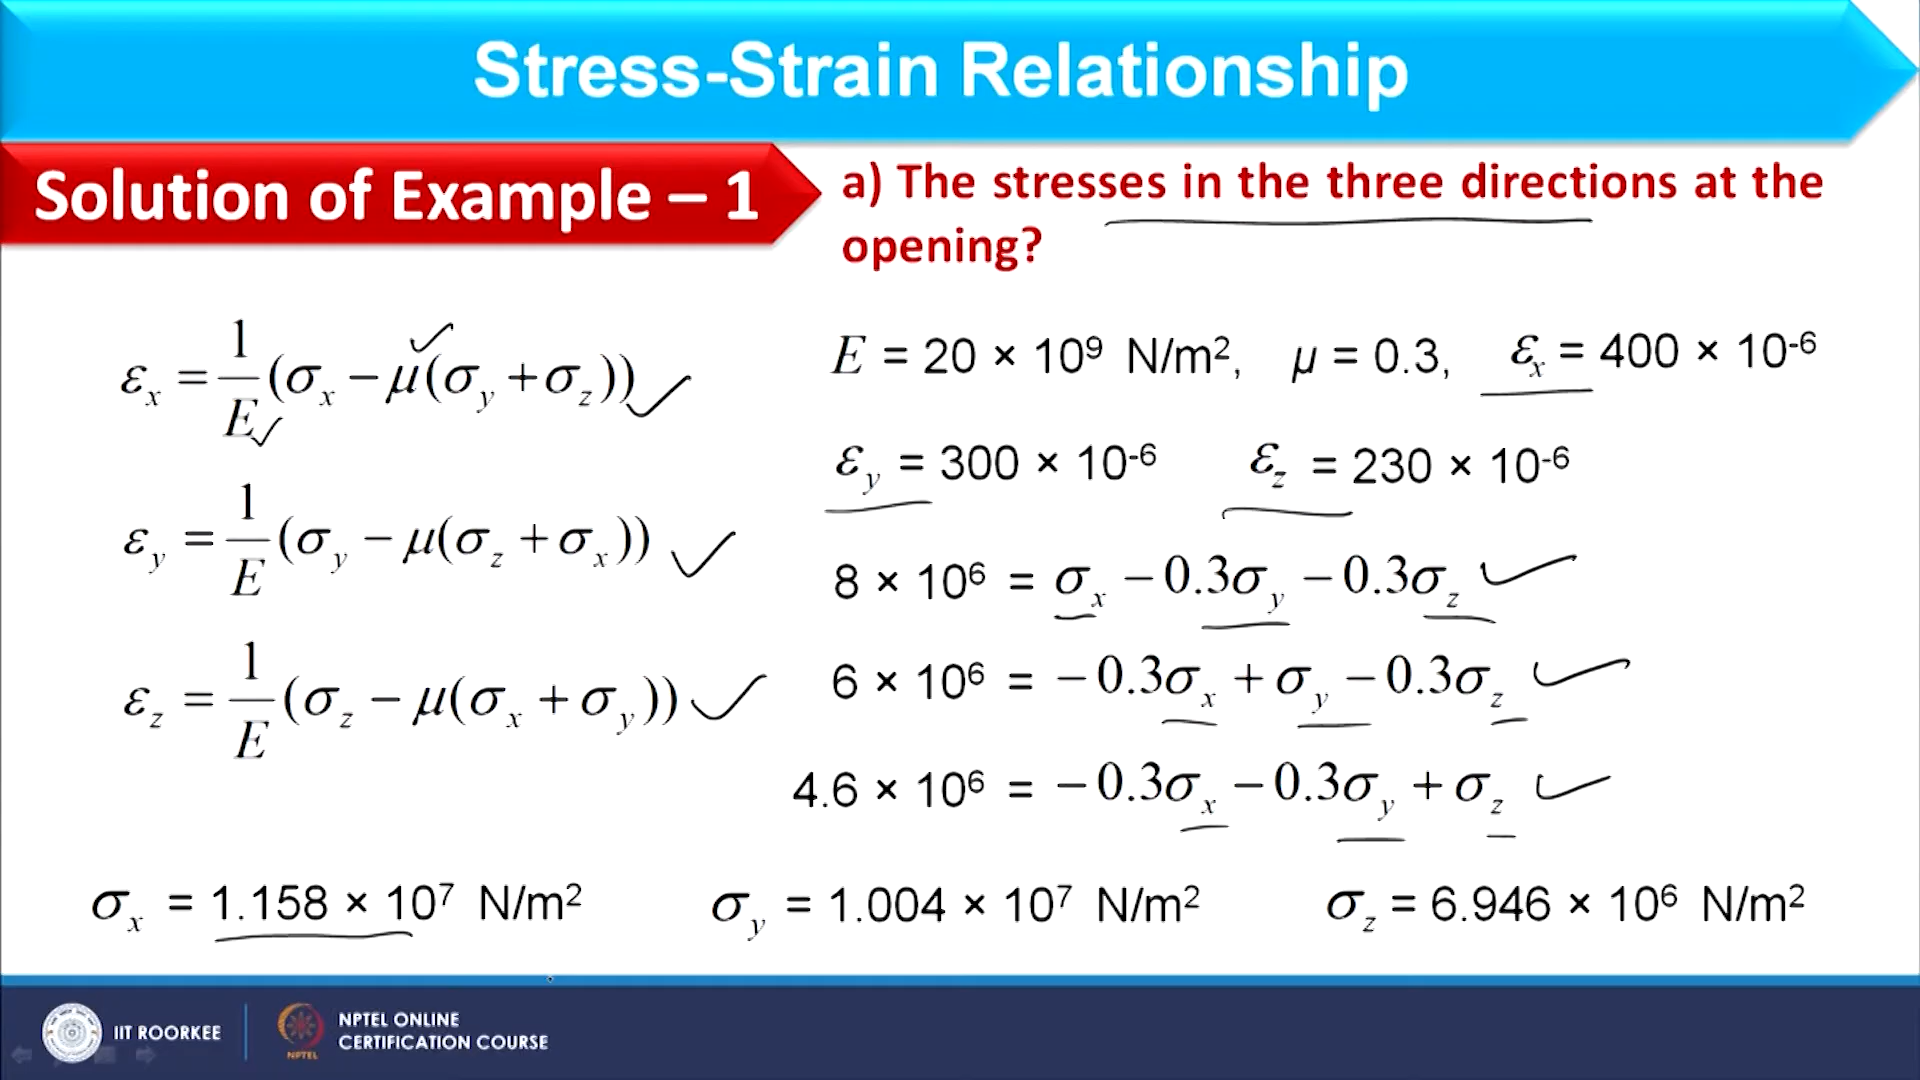 Stress-Strain Relationship
Solution of Example – 1
a) The stresses in the three directions at the
opening?
εx = 1/E (σx − μ(σy + σz))
E = 20 × 10⁹ N/m², μ = 0.3, εx = 400 × 10⁻⁶
εy = 300 × 10⁻⁶ εz = 230 × 10⁻⁶
εy = 1/E (σy − μ(σz + σx))
8 × 10⁶ = σx − 0.3σy − 0.3σz
6 × 10⁶ = −0.3σx + σy − 0.3σz
εz = 1/E (σz − μ(σx + σy))
4.6 × 10⁶ = −0.3σx − 0.3σy + σz
σx = 1.158 × 10⁷ N/m² σy = 1.004 × 10⁷ N/m² σz = 6.946 × 10⁶ N/m²
IIT ROORKEE
NPTEL
NPTEL ONLINE
CERTIFICATION COURSE